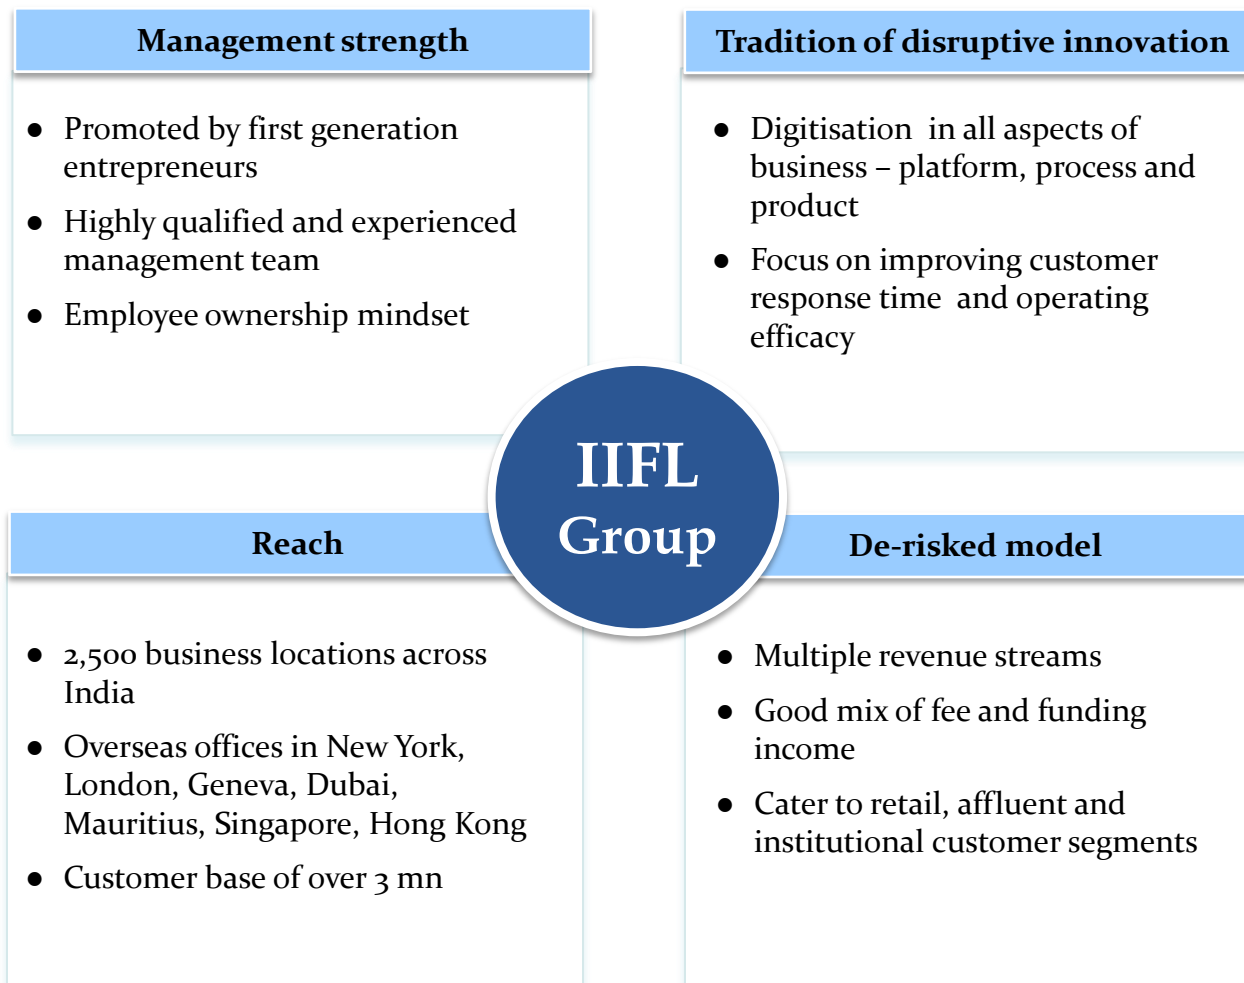 Management strength
● Promoted by first generation
entrepreneurs
● Highly qualified and experienced
management team
● Employee ownership mindset
Tradition of disruptive innovation
● Digitisation in all aspects of
business – platform, process and
product
● Focus on improving customer
response time and operating
efficacy
IIFL
Group
Reach
● 2,500 business locations across
India
● Overseas offices in New York,
London, Geneva, Dubai,
Mauritius, Singapore, Hong Kong
● Customer base of over 3 mn
De-risked model
● Multiple revenue streams
● Good mix of fee and funding
income
● Cater to retail, affluent and
institutional customer segments